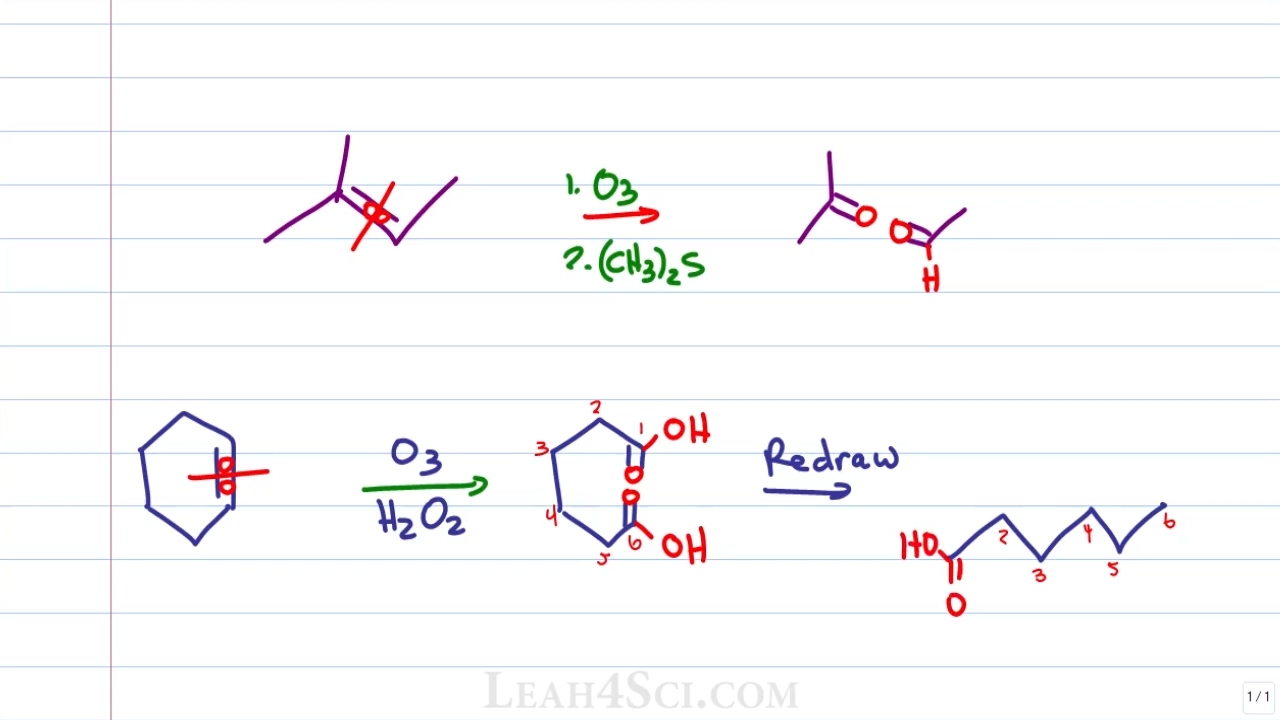 1. O3
2. (CH3)2S
O O
H
O
O O3
H2O2
2
3 1 OH
O
O
4 5 6 OH
Redraw
HO 2 3 4 5 6
O
LEAH4SCI.COM
1 / 1